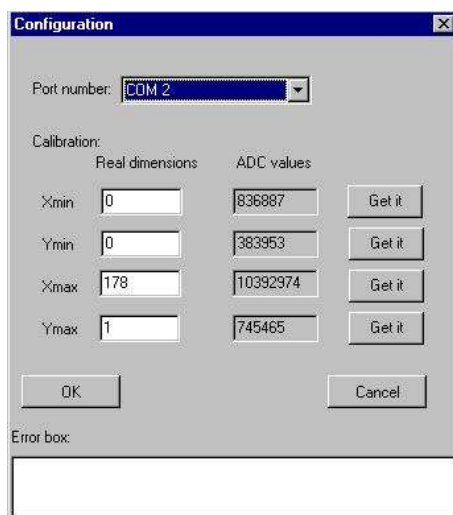 Configuration
Port number: COM 2
Calibration:
Real dimensions ADC values
Xmin 0 836887 Get it
Ymin 0 383953 Get it
Xmax 178 10392974 Get it
Ymax 1 745465 Get it
OK Cancel
Error box: